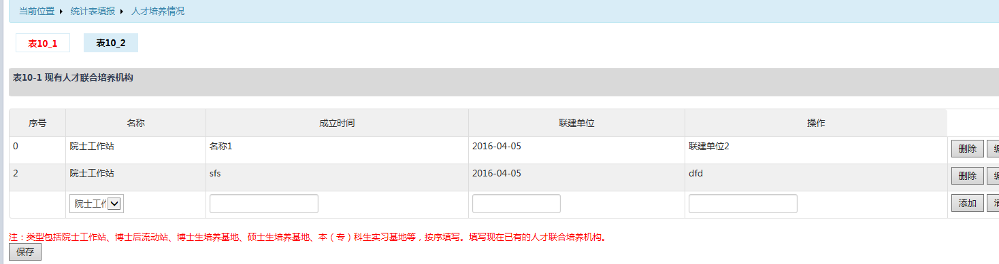 当前位置 统计表填报 人才培养情况
表10_1 表10_2
表10-1 现有人才联合培养机构
序号 名称 成立时间 联建单位 操作
0 院士工作站 名称1 2016-04-05 联建单位2 删除
2 院士工作站 sfs 2016-04-05 dfd 删除
院士工作 添加
注：类型包括院士工作站、博士后流动站、博士生培养基地、硕士生培养基地、本（专）科生实习基地等，按序填写。填写现在已有的人才联合培养机构。
保存